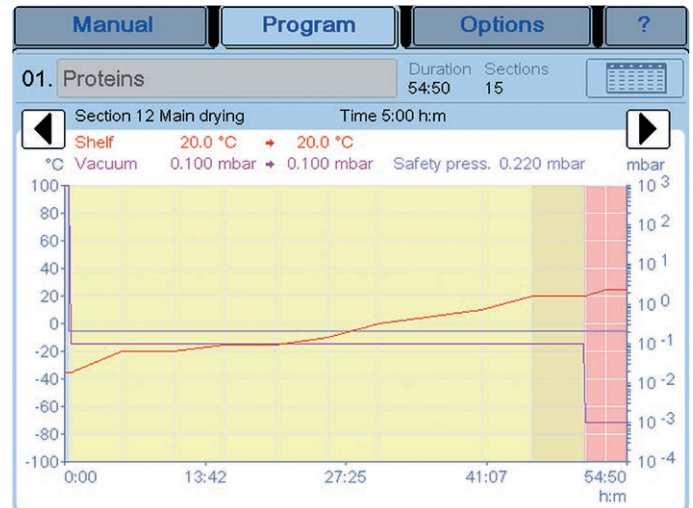 Manual Program Options ?
01. Proteins Duration 54:50 Sections 15
Section 12 Main drying Time 5:00 h:m
Shelf 20.0 °C → 20.0 °C
°C Vacuum 0.100 mbar → 0.100 mbar Safety press. 0.220 mbar mbar
100 10 3
80
60 10 2
40 10 1
20
0 10 0
-20 10 -1
-40 10 -2
-60
-80 10 -3
-100 10 -4
0:00 13:42 27:25 41:07 54:50
h:m